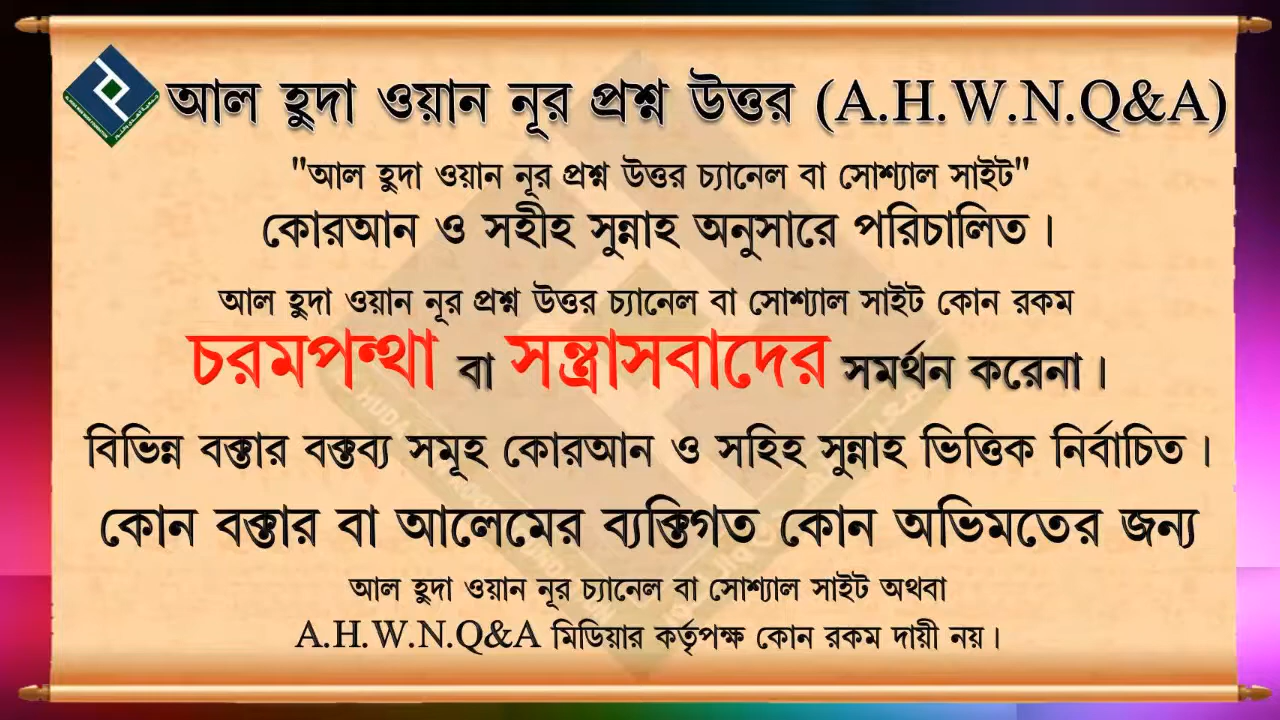 আল হুদা ওয়ান নূর প্রশ্ন উত্তর (A.H.W.N.Q&A)
"আল হুদা ওয়ান নূর প্রশ্ন উত্তর চ্যানেল বা সোশ্যাল সাইট"
কোরআন ও সহীহ সুন্নাহ অনুসারে পরিচালিত।
আল হুদা ওয়ান নূর প্রশ্ন উত্তর চ্যানেল বা সোশ্যাল সাইট কোন রকম
চরমপন্থা বা সন্ত্রাসবাদের সমর্থন করেনা।
বিভিন্ন বক্তার বক্তব্য সমূহ কোরআন ও সহিহ সুন্নাহ ভিত্তিক নির্বাচিত।
কোন বক্তার বা আলেমের ব্যক্তিগত কোন অভিমতের জন্য
আল হুদা ওয়ান নূর চ্যানেল বা সোশ্যাল সাইট অথবা
A.H.W.N.Q&A মিডিয়ার কর্তৃপক্ষ কোন রকম দায়ী নয়।